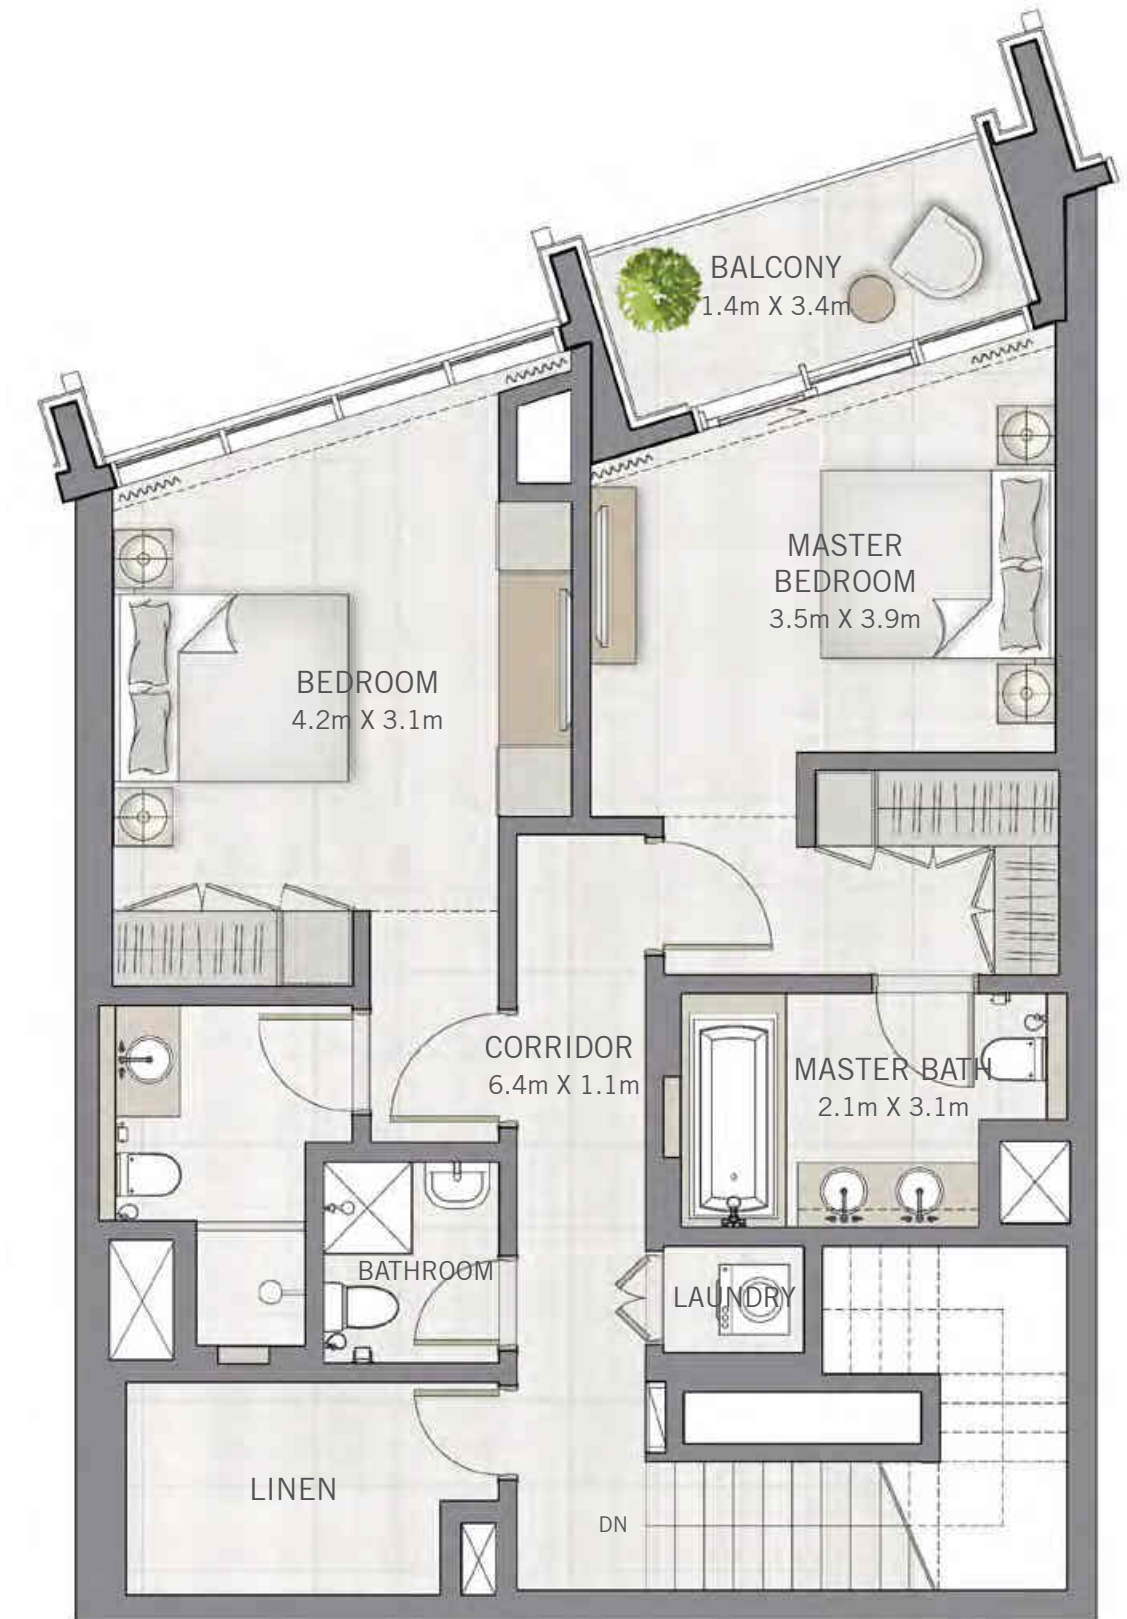 BALCONY
1.4m X 3.4m
MASTER
BEDROOM
3.5m X 3.9m
BEDROOM
4.2m X 3.1m
CORRIDOR
6.4m X 1.1m
MASTER BATH
2.1m X 3.1m
BATHROOM
LAUNDRY
LINEN
DN